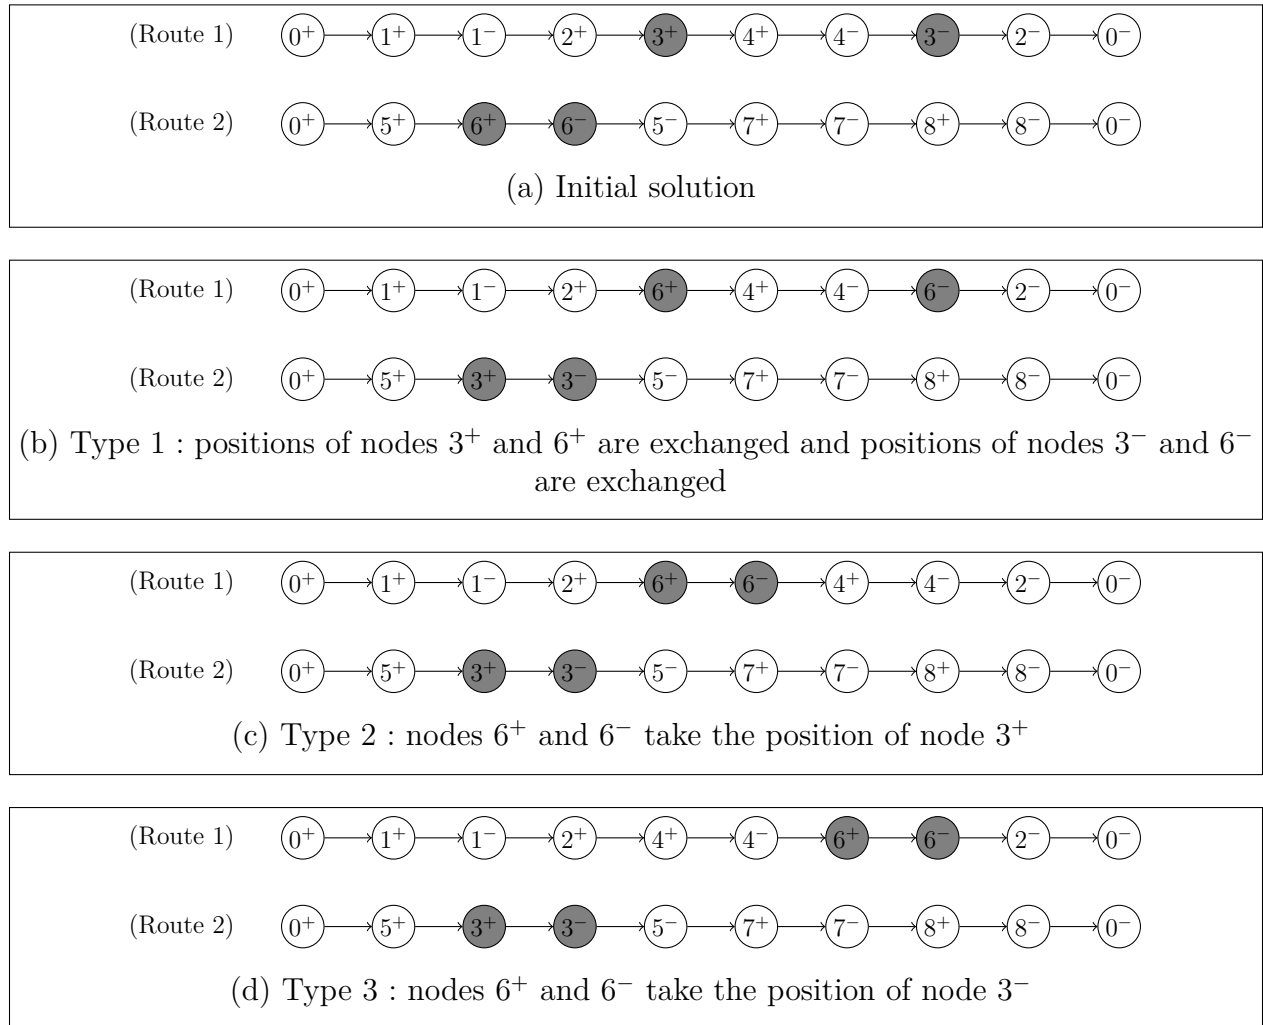 (Route 1) 0⁺ 1⁺ 1⁻ 2⁺ 3⁺ 4⁺ 4⁻ 3⁻ 2⁻ 0⁻
(Route 2) 0⁺ 5⁺ 6⁺ 6⁻ 5⁻ 7⁺ 7⁻ 8⁺ 8⁻ 0⁻
(a) Initial solution
(Route 1) 0⁺ 1⁺ 1⁻ 2⁺ 6⁺ 4⁺ 4⁻ 6⁻ 2⁻ 0⁻
(Route 2) 0⁺ 5⁺ 3⁺ 3⁻ 5⁻ 7⁺ 7⁻ 8⁺ 8⁻ 0⁻
(b) Type 1 : positions of nodes 3⁺ and 6⁺ are exchanged and positions of nodes 3⁻ and 6⁻
are exchanged
(Route 1) 0⁺ 1⁺ 1⁻ 2⁺ 6⁺ 6⁻ 4⁺ 4⁻ 2⁻ 0⁻
(Route 2) 0⁺ 5⁺ 3⁺ 3⁻ 5⁻ 7⁺ 7⁻ 8⁺ 8⁻ 0⁻
(c) Type 2 : nodes 6⁺ and 6⁻ take the position of node 3⁺
(Route 1) 0⁺ 1⁺ 1⁻ 2⁺ 4⁺ 4⁻ 6⁺ 6⁻ 2⁻ 0⁻
(Route 2) 0⁺ 5⁺ 3⁺ 3⁻ 5⁻ 7⁺ 7⁻ 8⁺ 8⁻ 0⁻
(d) Type 3 : nodes 6⁺ and 6⁻ take the position of node 3⁻